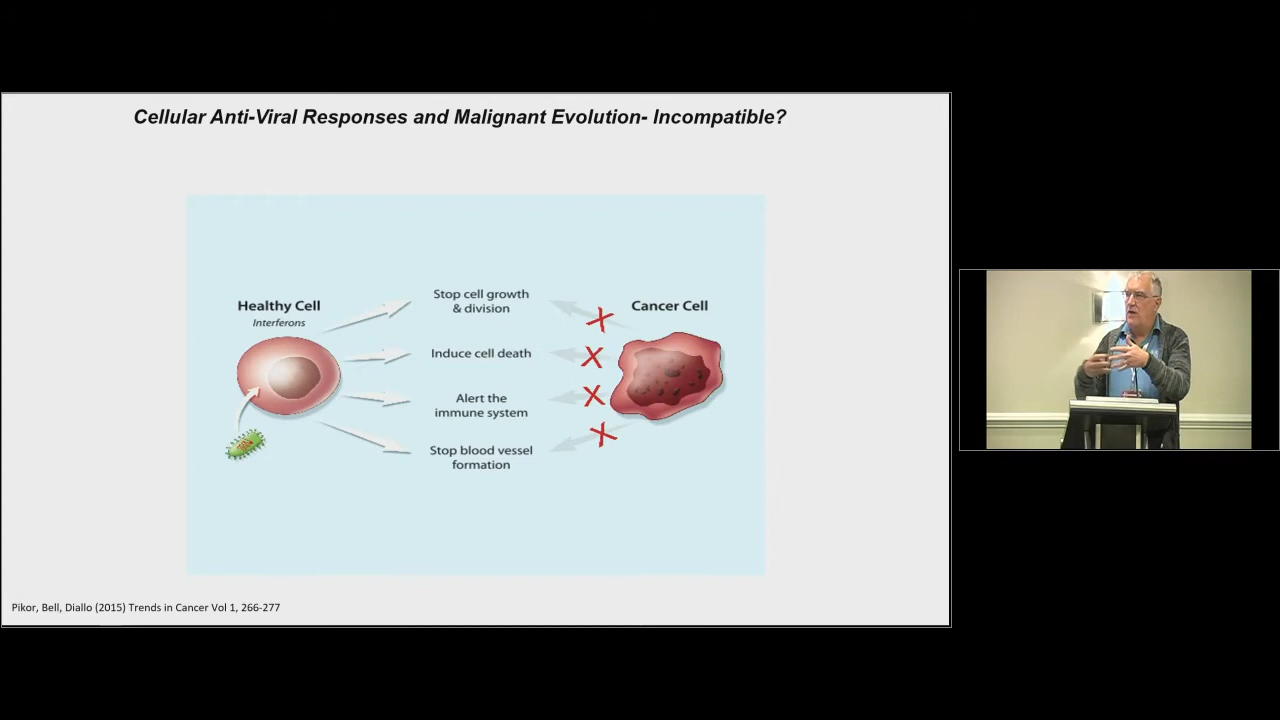 Cellular Anti-Viral Responses and Malignant Evolution- Incompatible?
Healthy Cell
Interferons
Stop cell growth
& division
Induce cell death
Alert the
immune system
Stop blood vessel
formation
Cancer Cell
Pikor, Bell, Diallo (2015) Trends in Cancer Vol 1, 266-277